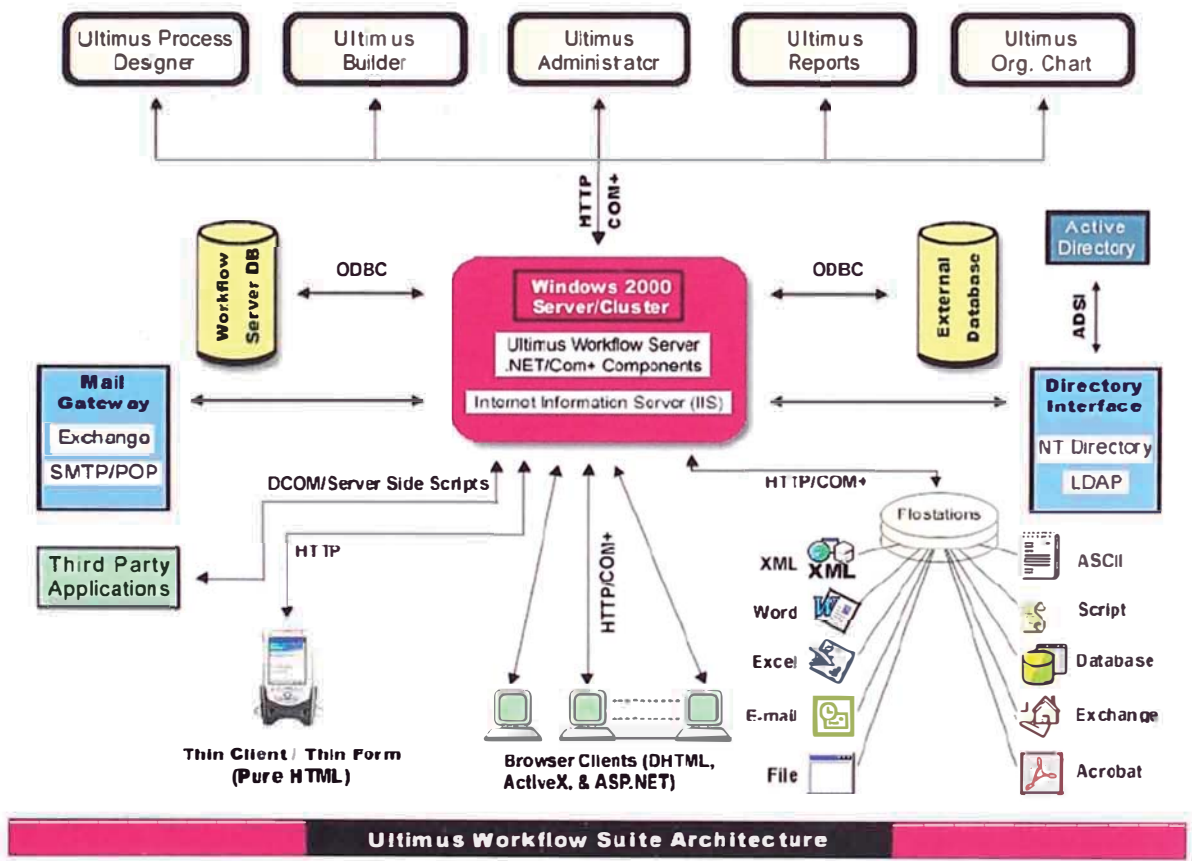 Ultimus Process
Designer
Ultimus
Builder
Ultimus
Administrator
Ultimus
Reports
Ultimus
Org. Chart
HTTP
COM+
Workflow
Server DB
ODBC
Windows 2000
Server/Cluster
Ultimus Workflow Server
.NET/Com+ Components
Internet Information Server (IIS)
ODBC
External
Database
Active
Directory
ADSI
Mail
Gateway
Exchange
SMTP/POP
Directory
Interface
NT Directory
LDAP
DCOM/Server Side Scripts
HTTP/COM+
Third Party
Applications
HTTP
HTTP/COM+
Flostations
XML
XML
ASCII
Word
W
Script
Excel
Database
E-mail
Exchange
File
Acrobat
Thin Client / Thin Form
(Pure HTML)
Browser Clients (DHTML,
ActiveX, & ASP.NET)
Ultimus Workflow Suite Architecture